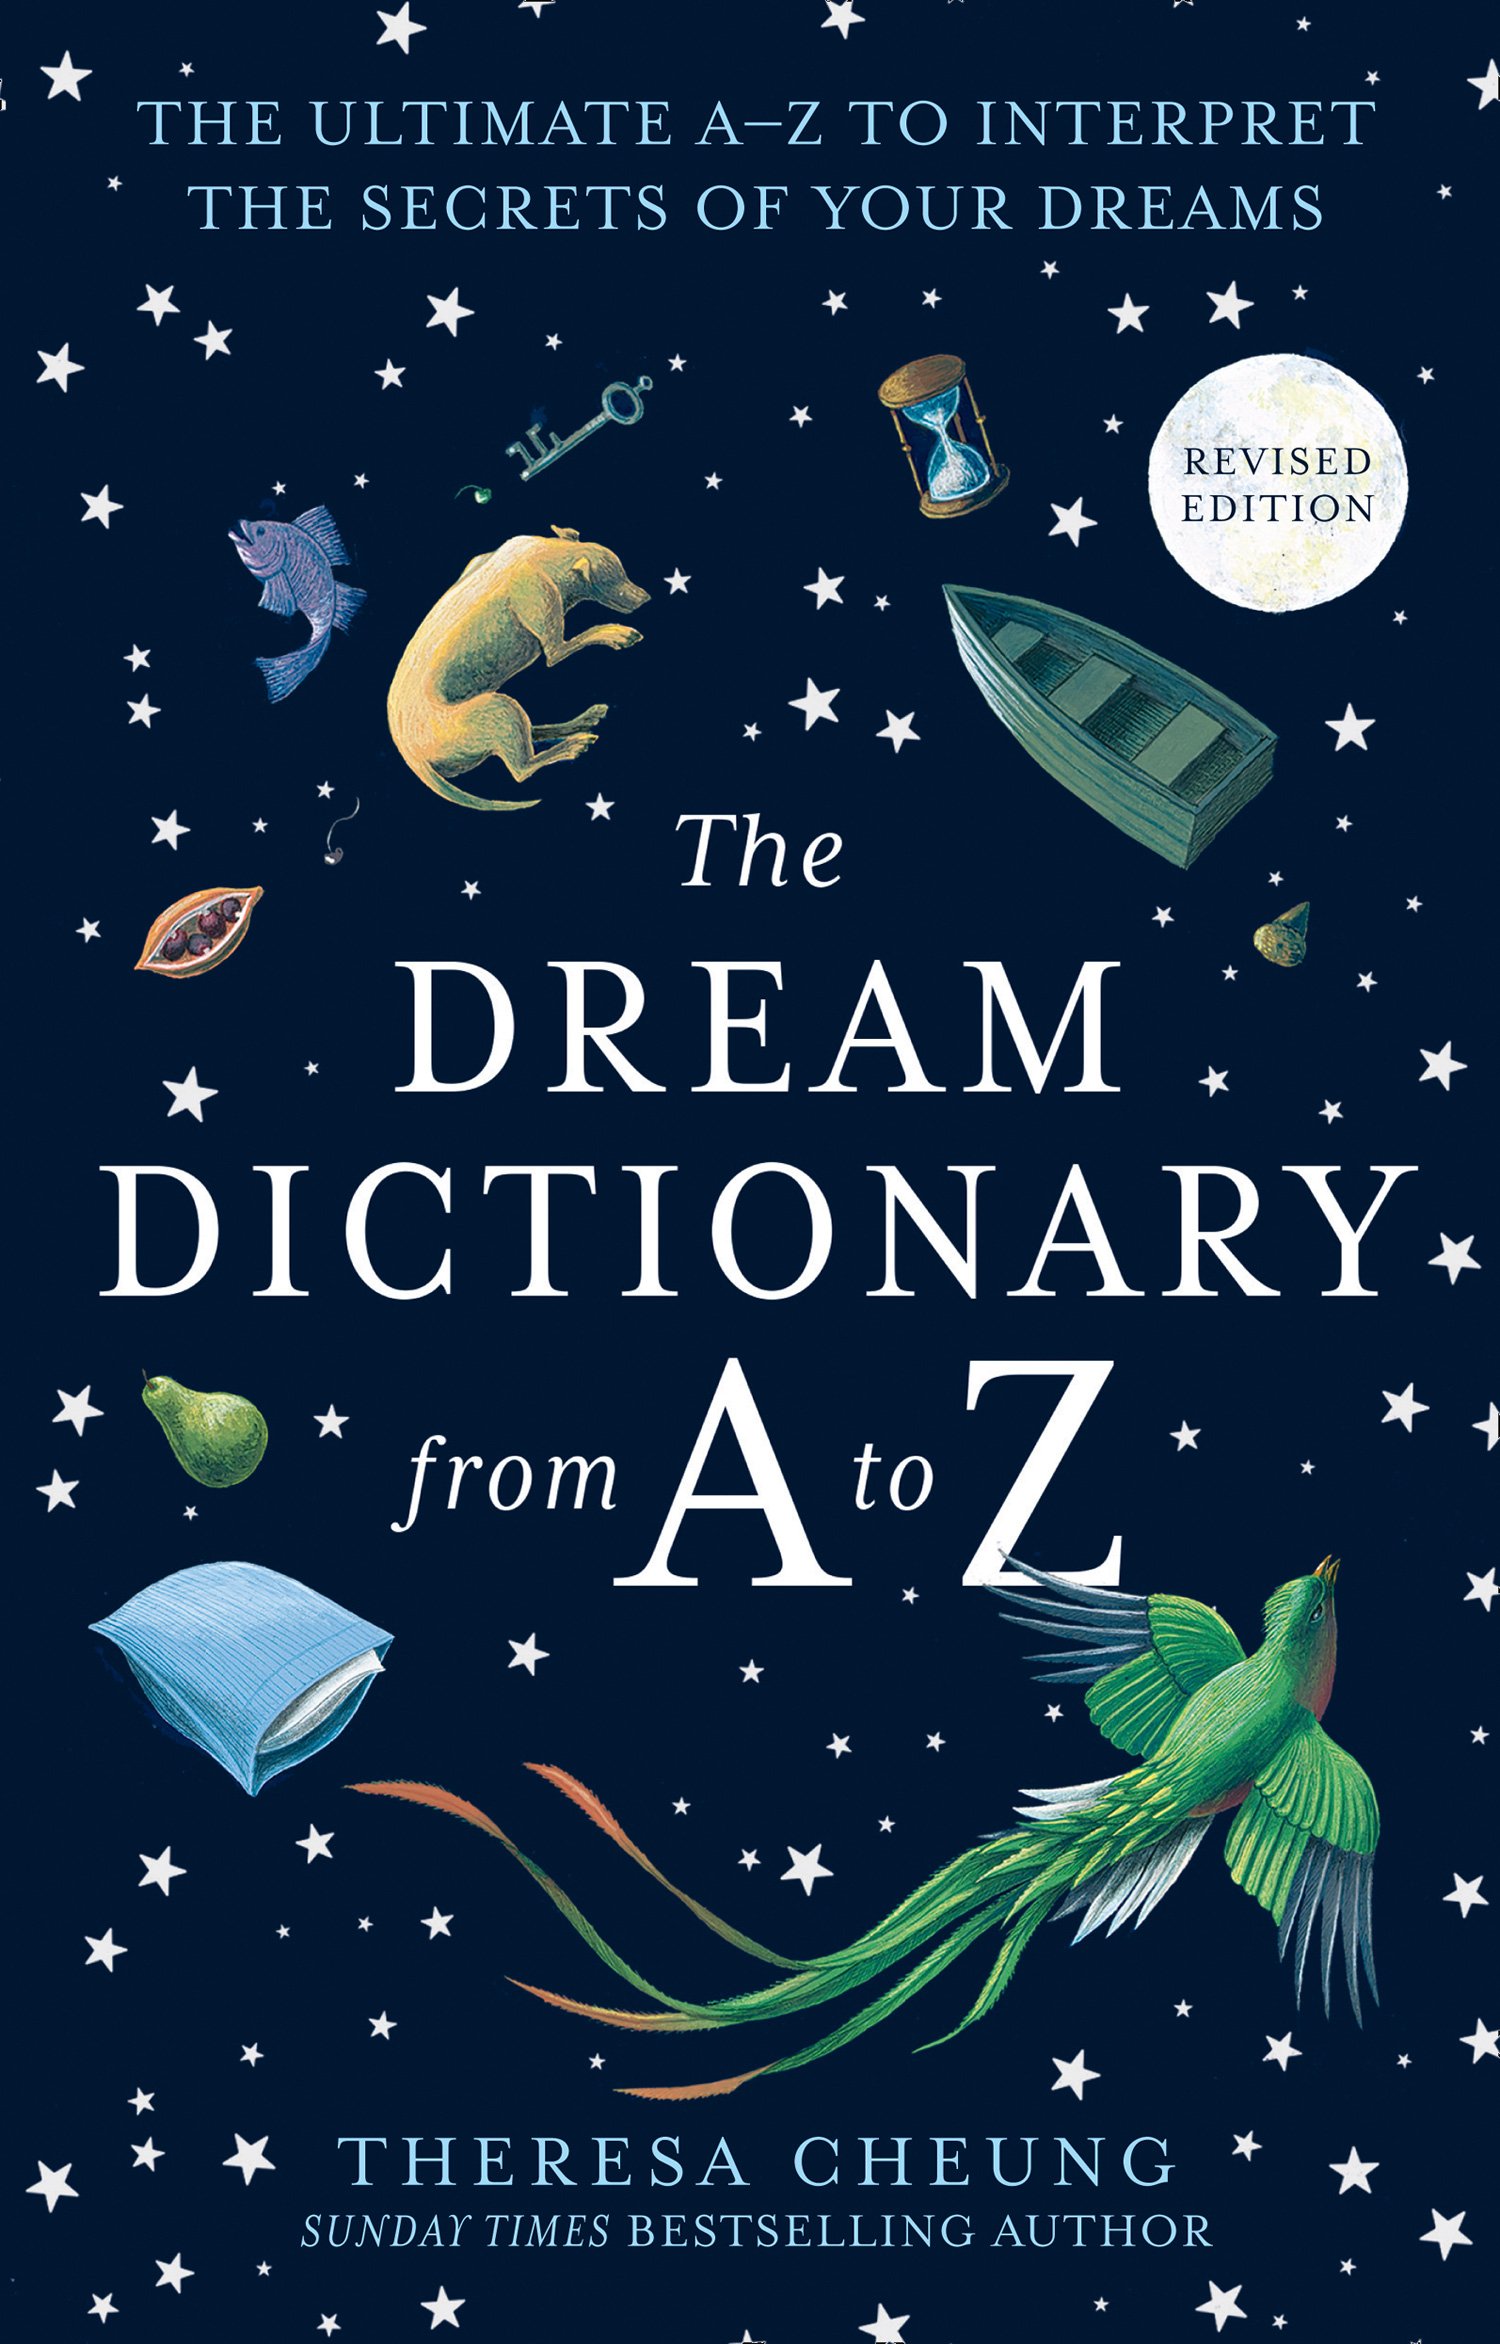 THE ULTIMATE A–Z TO INTERPRET
THE SECRETS OF YOUR DREAMS
REVISED
EDITION
The
DREAM
DICTIONARY
from A to Z
THERESA CHEUNG
SUNDAY TIMES BESTSELLING AUTHOR